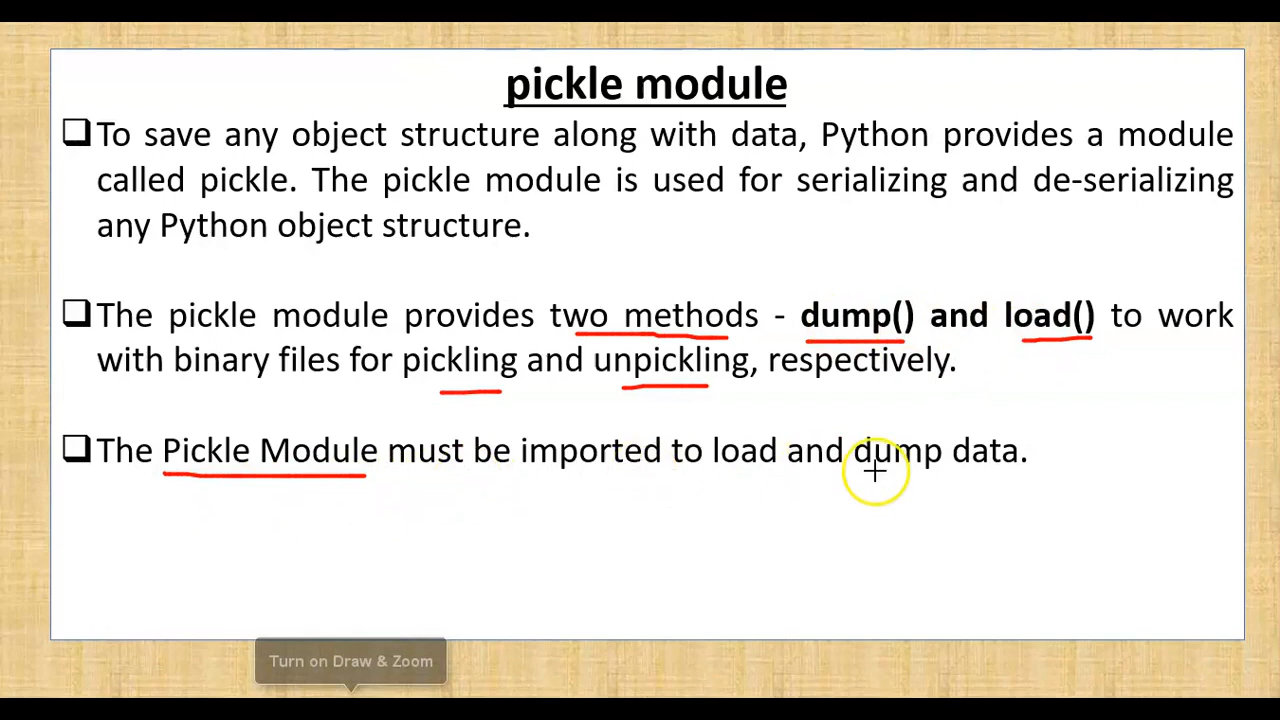 pickle module
❑To save any object structure along with data, Python provides a module
called pickle. The pickle module is used for serializing and de-serializing
any Python object structure.
❑The pickle module provides two methods - dump() and load() to work
with binary files for pickling and unpickling, respectively.
❑The Pickle Module must be imported to load and dump data.
Turn on Draw & Zoom